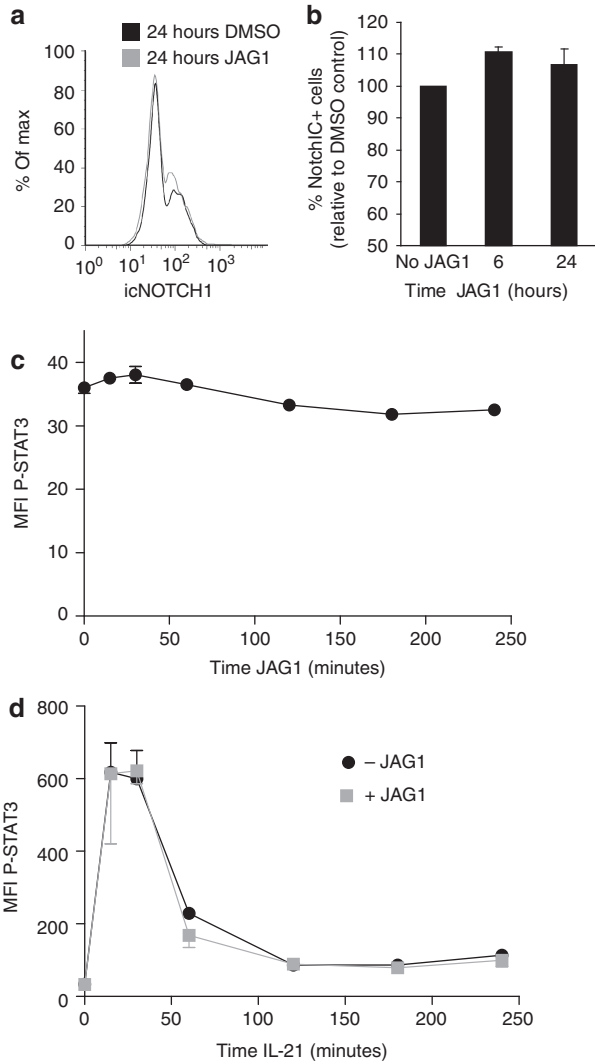 a
24 hours DMSO
24 hours JAG1
100
80
60
40
20
0
% Of max
10⁰ 10¹ 10² 10³
icNOTCH1
b
120
110
100
90
80
70
60
50
% NotchIC+ cells
(relative to DMSO control)
No JAG1 6 24
Time JAG1 (hours)
c
40
30
20
10
0
MFI P-STAT3
0 50 100 150 200 250
Time JAG1 (minutes)
d
800
600
400
200
0
MFI P-STAT3
– JAG1
+ JAG1
0 50 100 150 200 250
Time IL-21 (minutes)